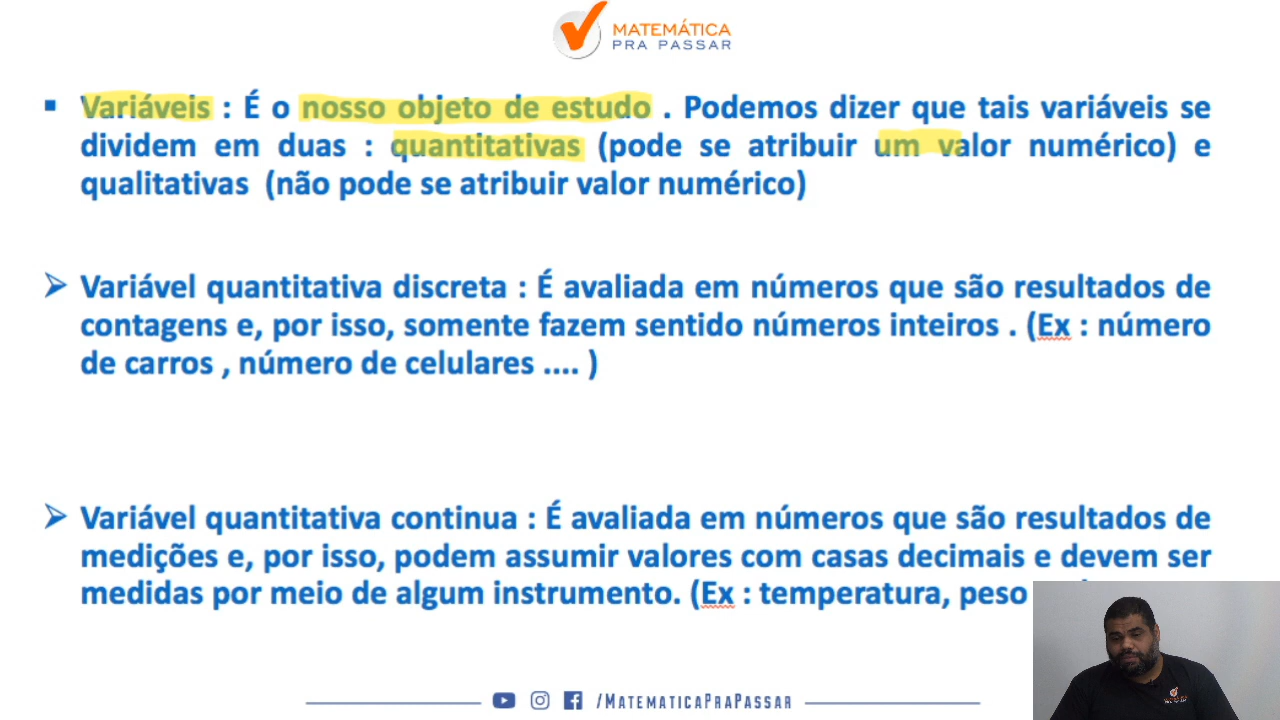 MATEMÁTICA
PRA PASSAR
Variáveis : É o nosso objeto de estudo . Podemos dizer que tais variáveis se
dividem em duas : quantitativas (pode se atribuir um valor numérico) e
qualitativas (não pode se atribuir valor numérico)
Variável quantitativa discreta : É avaliada em números que são resultados de
contagens e, por isso, somente fazem sentido números inteiros . (Ex : número
de carros , número de celulares .... )
Variável quantitativa continua : É avaliada em números que são resultados de
medições e, por isso, podem assumir valores com casas decimais e devem ser
medidas por meio de algum instrumento. (Ex : temperatura, peso
/MATEMATICAPRAPASSAR